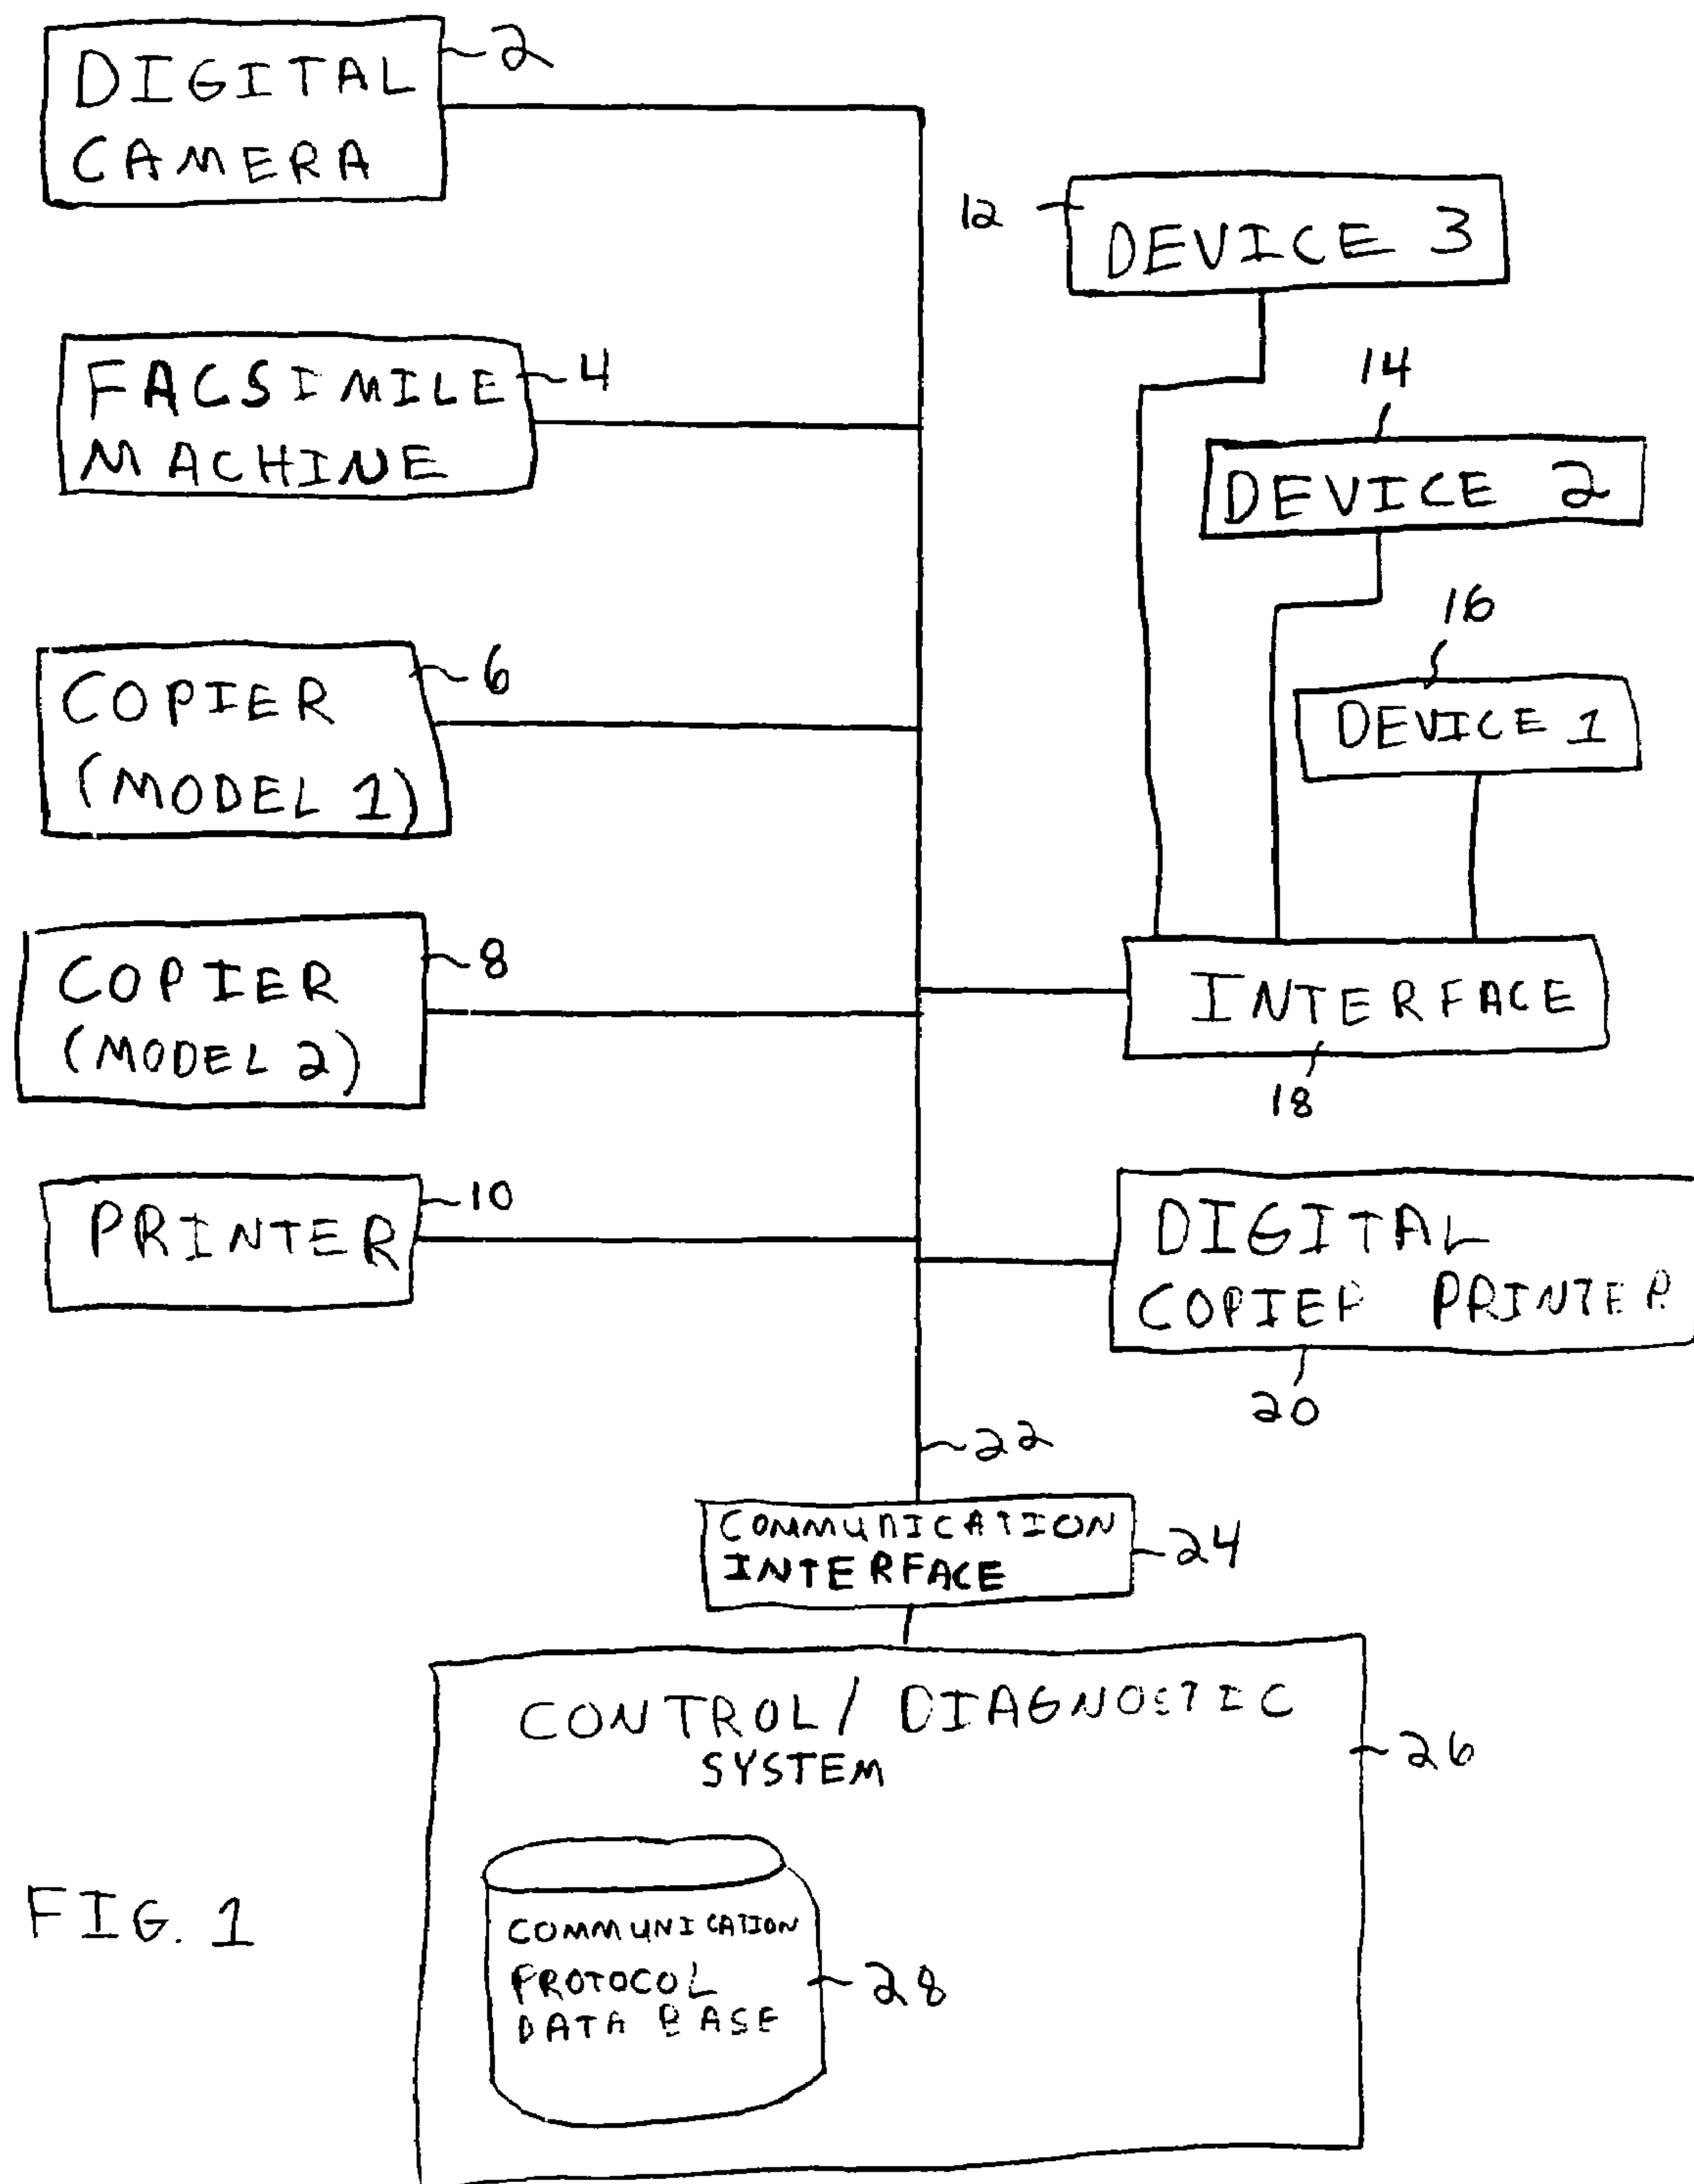 DIGITAL
CAMERA
2
12
DEVICE 3
FACSIMILE
MACHINE
4
14
DEVICE 2
16
COPIER
(MODEL 1)
6
DEVICE 1
COPIER
(MODEL 2)
8
INTERFACE
18
PRINTER
10
DIGITAL
COPIER PRINTER
20
22
COMMUNICATION
INTERFACE
24
CONTROL / DIAGNOSTIC
SYSTEM
26
COMMUNICATION
PROTOCOL
DATA BASE
28
FIG. 1